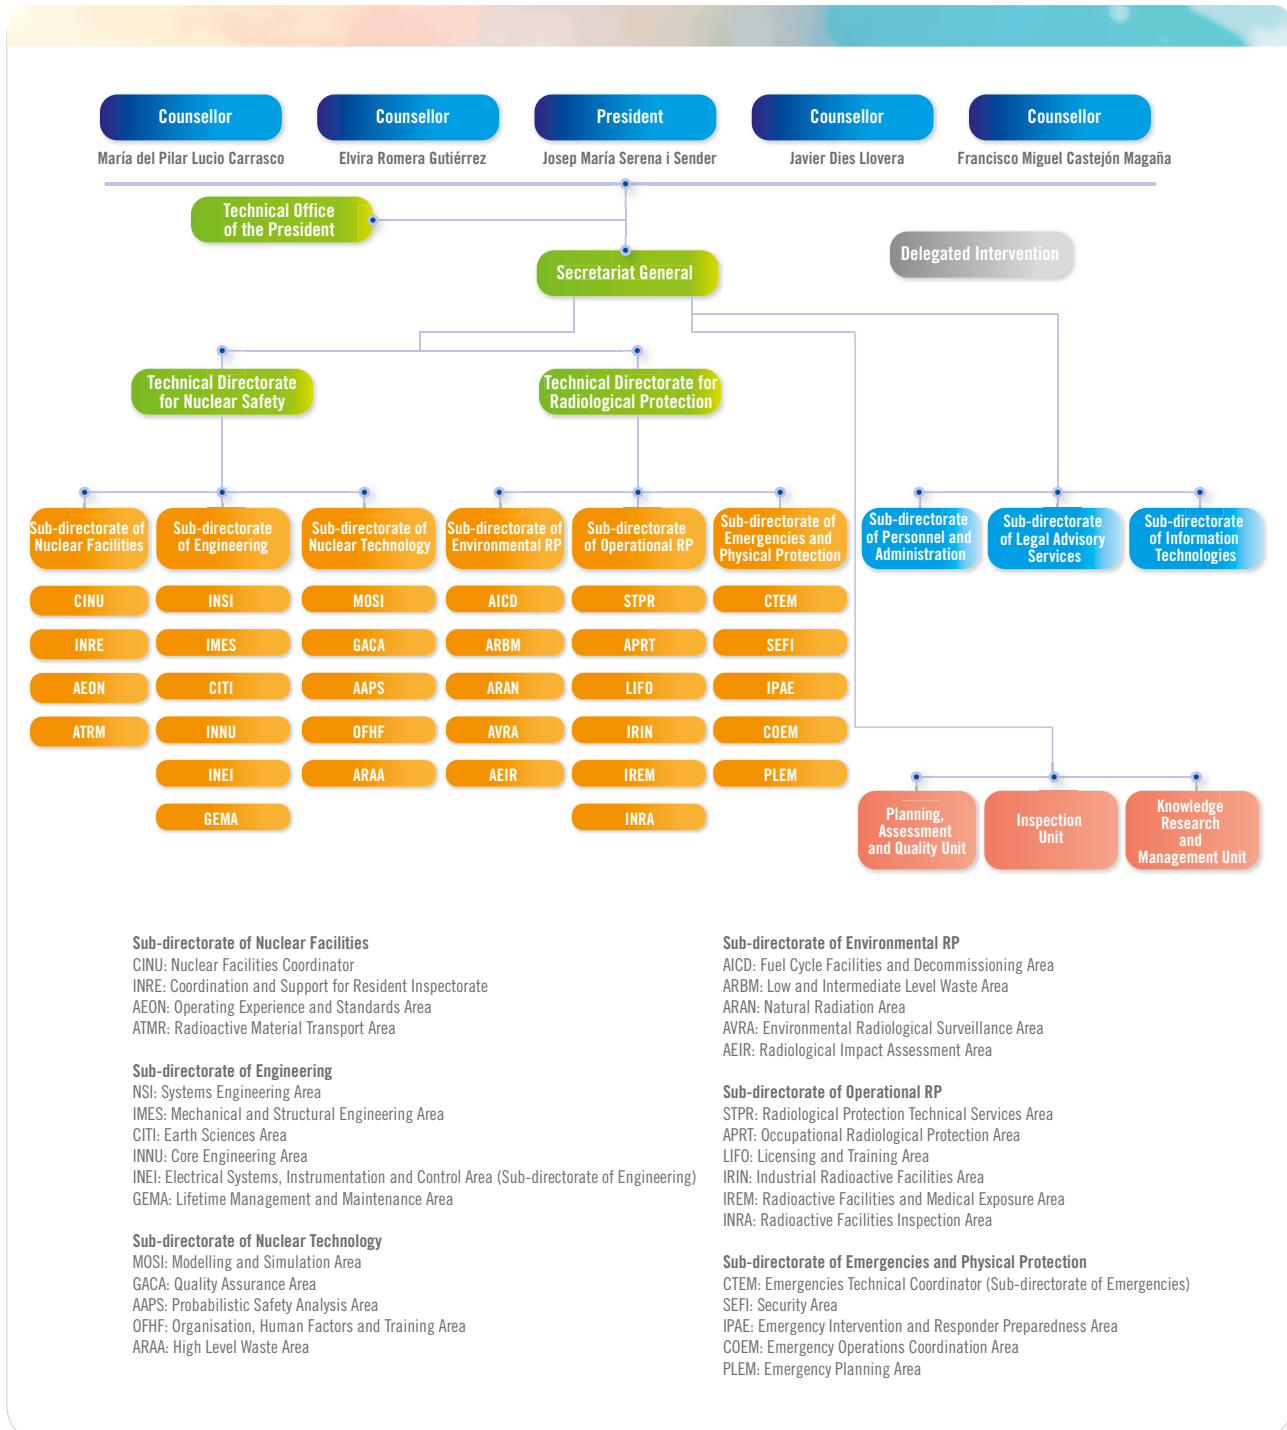 Counsellor
Counsellor
President
Counsellor
Counsellor
María del Pilar Lucio Carrasco
Elvira Romera Gutiérrez
Josep María Serena i Sender
Javier Dies Llovera
Francisco Miguel Castejón Magaña
Technical Office
of the President
Delegated Intervention
Secretariat General
Technical Directorate
for Nuclear Safety
Technical Directorate for
Radiological Protection
Sub-directorate of
Nuclear Facilities
Sub-directorate
of Engineering
Sub-directorate of
Nuclear Technology
Sub-directorate of
Environmental RP
Sub-directorate
of Operational RP
Sub-directorate of
Emergencies and
Physical Protection
Sub-directorate
of Personnel and
Administration
Sub-directorate
of Legal Advisory
Services
Sub-directorate
of Information
Technologies
CINU
INSI
MOSI
AICD
STPR
CTEM
INRE
IMES
GACA
ARBM
APRT
SEFI
AEON
CITI
AAPS
ARAN
LIFO
IPAE
ATRM
INNU
OFHF
AVRA
IRIN
COEM
INEI
ARAA
AEIR
IREM
PLEM
GEMA
INRA
Planning,
Assessment
and Quality Unit
Inspection
Unit
Knowledge
Research
and
Management Unit
Sub-directorate of Nuclear Facilities
CINU: Nuclear Facilities Coordinator
INRE: Coordination and Support for Resident Inspectorate
AEON: Operating Experience and Standards Area
ATMR: Radioactive Material Transport Area
Sub-directorate of Engineering
NSI: Systems Engineering Area
IMES: Mechanical and Structural Engineering Area
CITI: Earth Sciences Area
INNU: Core Engineering Area
INEI: Electrical Systems, Instrumentation and Control Area (Sub-directorate of Engineering)
GEMA: Lifetime Management and Maintenance Area
Sub-directorate of Nuclear Technology
MOSI: Modelling and Simulation Area
GACA: Quality Assurance Area
AAPS: Probabilistic Safety Analysis Area
OFHF: Organisation, Human Factors and Training Area
ARAA: High Level Waste Area
Sub-directorate of Environmental RP
AICD: Fuel Cycle Facilities and Decommissioning Area
ARBM: Low and Intermediate Level Waste Area
ARAN: Natural Radiation Area
AVRA: Environmental Radiological Surveillance Area
AEIR: Radiological Impact Assessment Area
Sub-directorate of Operational RP
STPR: Radiological Protection Technical Services Area
APRT: Occupational Radiological Protection Area
LIFO: Licensing and Training Area
IRIN: Industrial Radioactive Facilities Area
IREM: Radioactive Facilities and Medical Exposure Area
INRA: Radioactive Facilities Inspection Area
Sub-directorate of Emergencies and Physical Protection
CTEM: Emergencies Technical Coordinator (Sub-directorate of Emergencies)
SEFI: Security Area
IPAE: Emergency Intervention and Responder Preparedness Area
COEM: Emergency Operations Coordination Area
PLEM: Emergency Planning Area